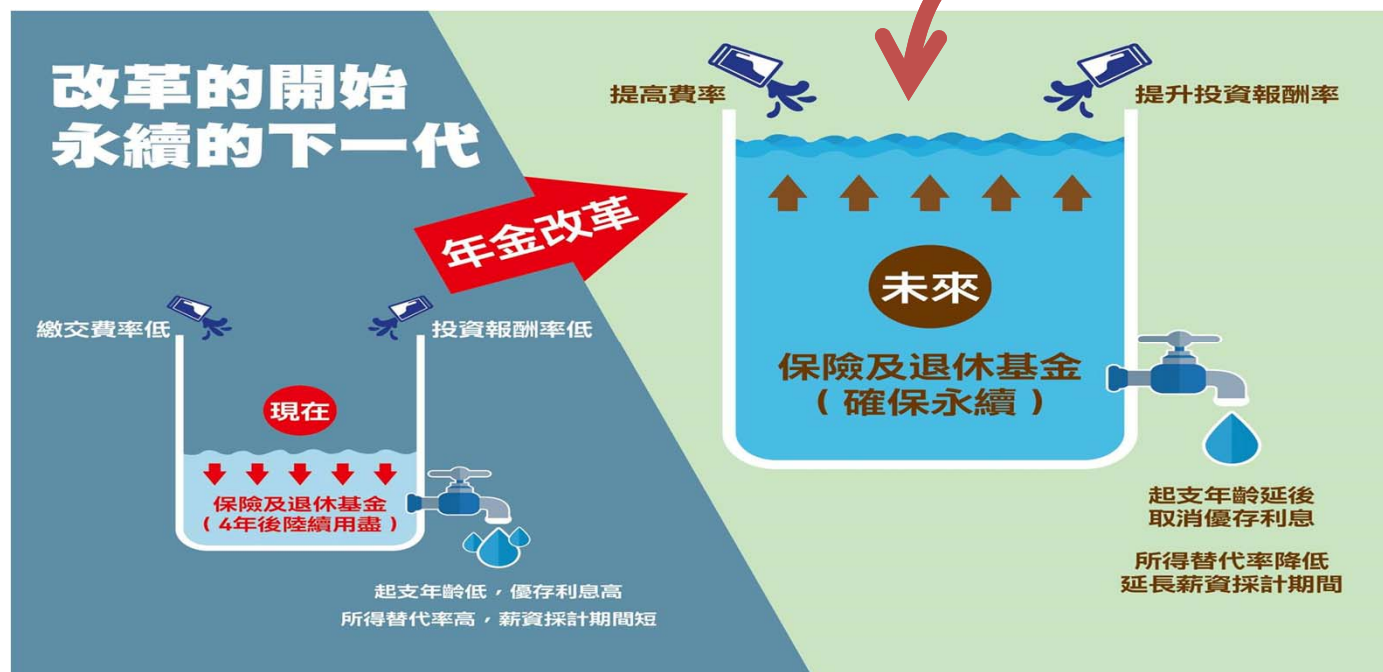 改革的開始
永續的下一代
年金改革
繳交費率低
投資報酬率低
現在
保險及退休基金
（4年後陸續用盡）
起支年齡低，優存利息高
所得替代率高，薪資採計期間短
提高費率
提升投資報酬率
未來
保險及退休基金
（確保永續）
起支年齡延後
取消優存利息
所得替代率降低
延長薪資採計期間